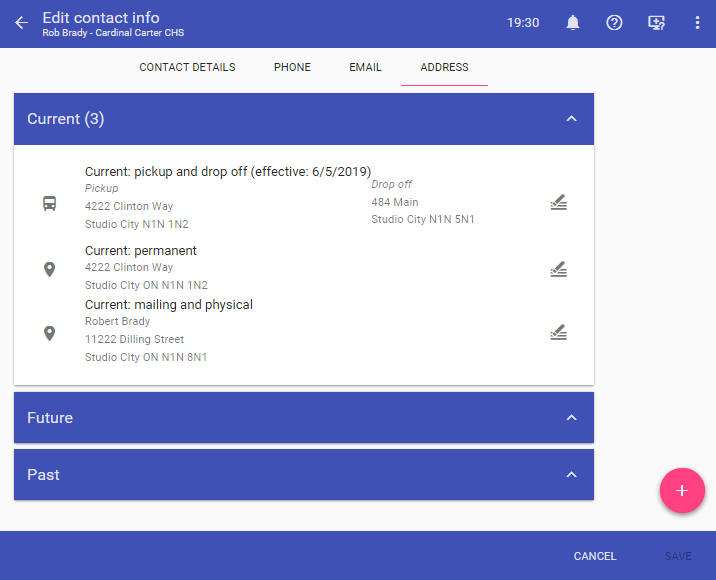 Edit contact info
Rob Brady - Cardinal Carter CHS
19:30
CONTACT DETAILS PHONE EMAIL ADDRESS
Current (3)
Current: pickup and drop off (effective: 6/5/2019)
Pickup
4222 Clinton Way
Studio City N1N 1N2
Drop off
484 Main
Studio City N1N 5N1
Current: permanent
4222 Clinton Way
Studio CIty ON N1N 1N2
Current: mailing and physical
Robert Brady
11222 Dilling Street
Studio CIty ON N1N 8N1
Future
Past
CANCEL SAVE